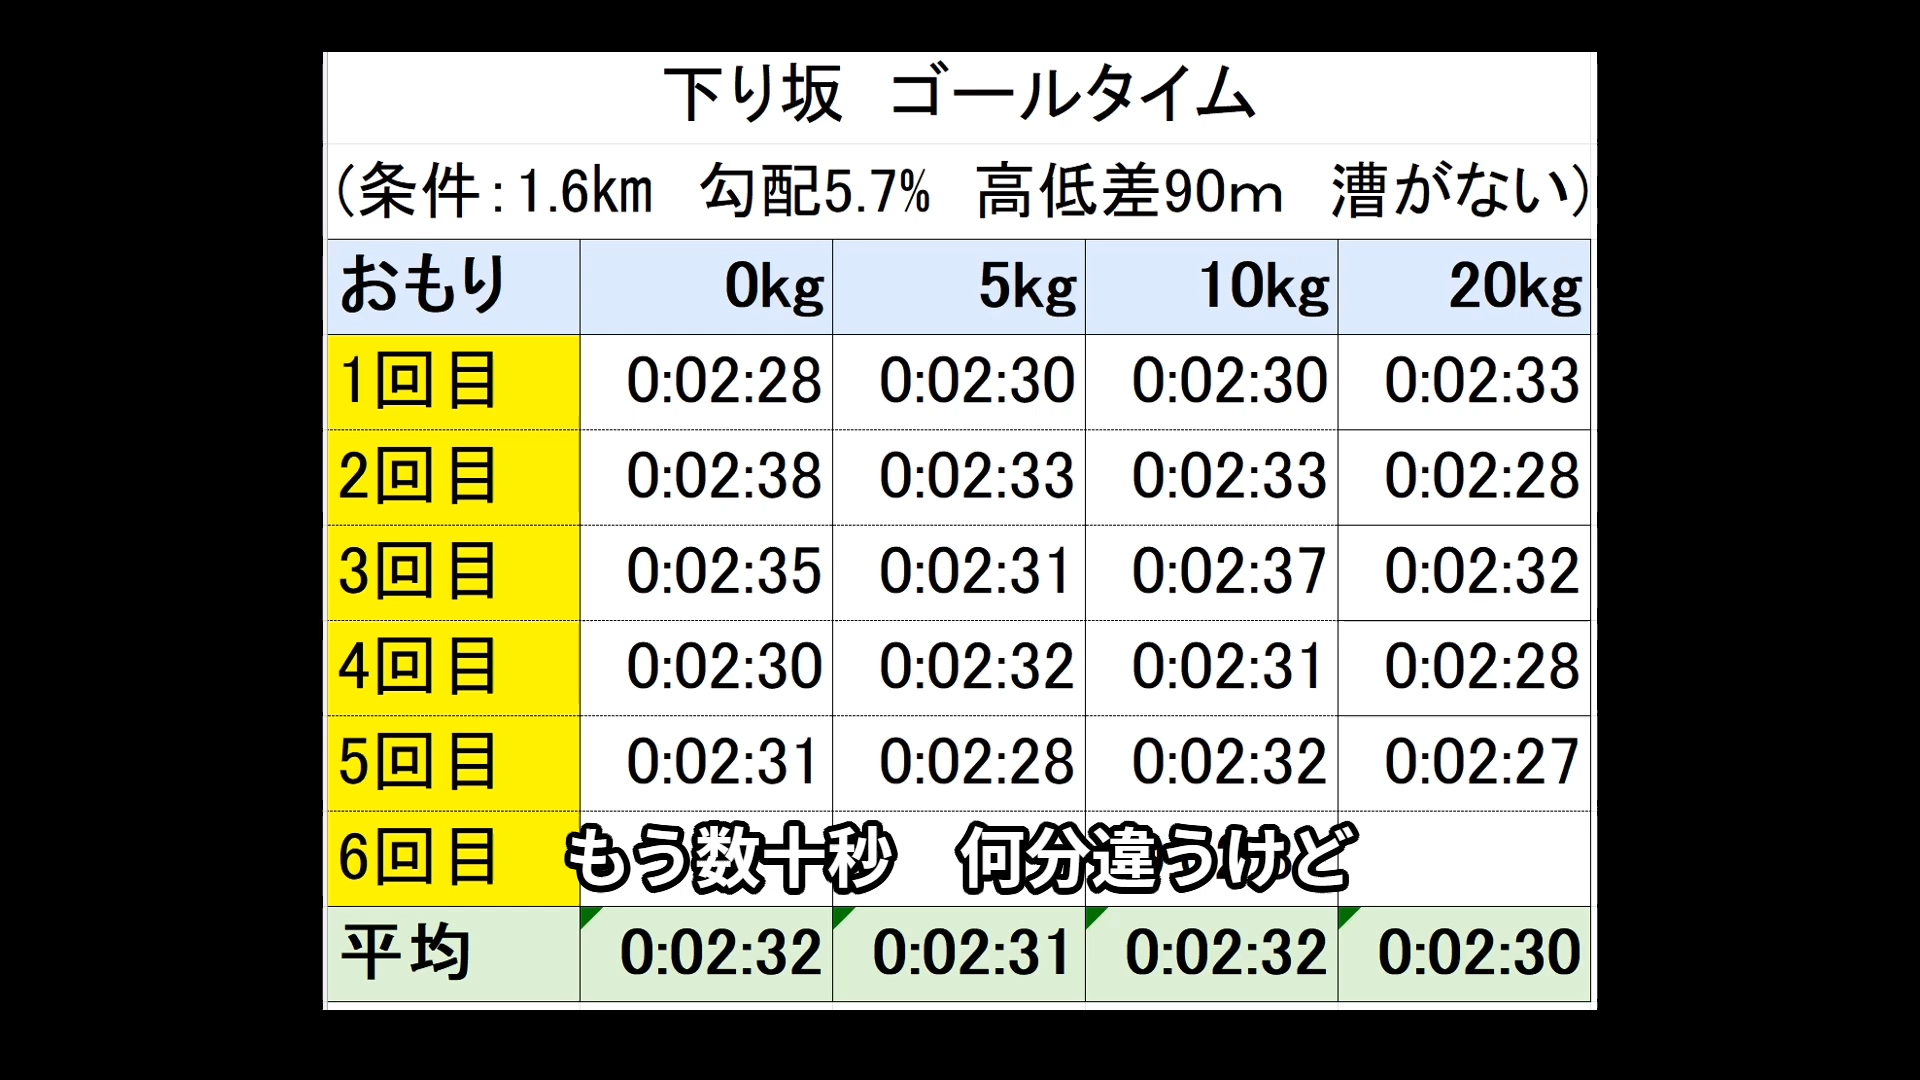 下り坂　ゴールタイム
（条件：1.6km　勾配5.7%　高低差90m　漕がない）
おもり 0kg 5kg 10kg 20kg
1回目 0:02:28 0:02:30 0:02:30 0:02:33
2回目 0:02:38 0:02:33 0:02:33 0:02:28
3回目 0:02:35 0:02:31 0:02:37 0:02:32
4回目 0:02:30 0:02:32 0:02:31 0:02:28
5回目 0:02:31 0:02:28 0:02:32 0:02:27
6回目
もう数十秒　何分違うけど
平均 0:02:32 0:02:31 0:02:32 0:02:30